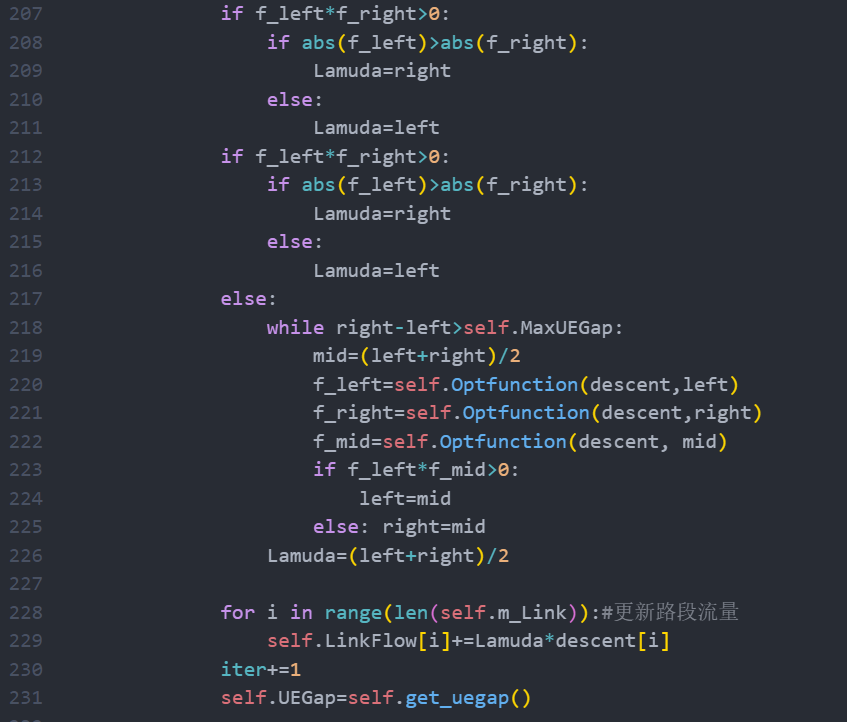 207 if f_left*f_right>0:
208 if abs(f_left)>abs(f_right):
209 Lamuda=right
210 else:
211 Lamuda=left
212 if f_left*f_right>0:
213 if abs(f_left)>abs(f_right):
214 Lamuda=right
215 else:
216 Lamuda=left
217 else:
218 while right-left>self.MaxUEGap:
219 mid=(left+right)/2
220 f_left=self.Optfunction(descent,left)
221 f_right=self.Optfunction(descent,right)
222 f_mid=self.Optfunction(descent, mid)
223 if f_left*f_mid>0:
224 left=mid
225 else: right=mid
226 Lamuda=(left+right)/2
227
228 for i in range(len(self.m_Link)):#更新路段流量
229 self.LinkFlow[i]+=Lamuda*descent[i]
230 iter+=1
231 self.UEGap=self.get_uegap()